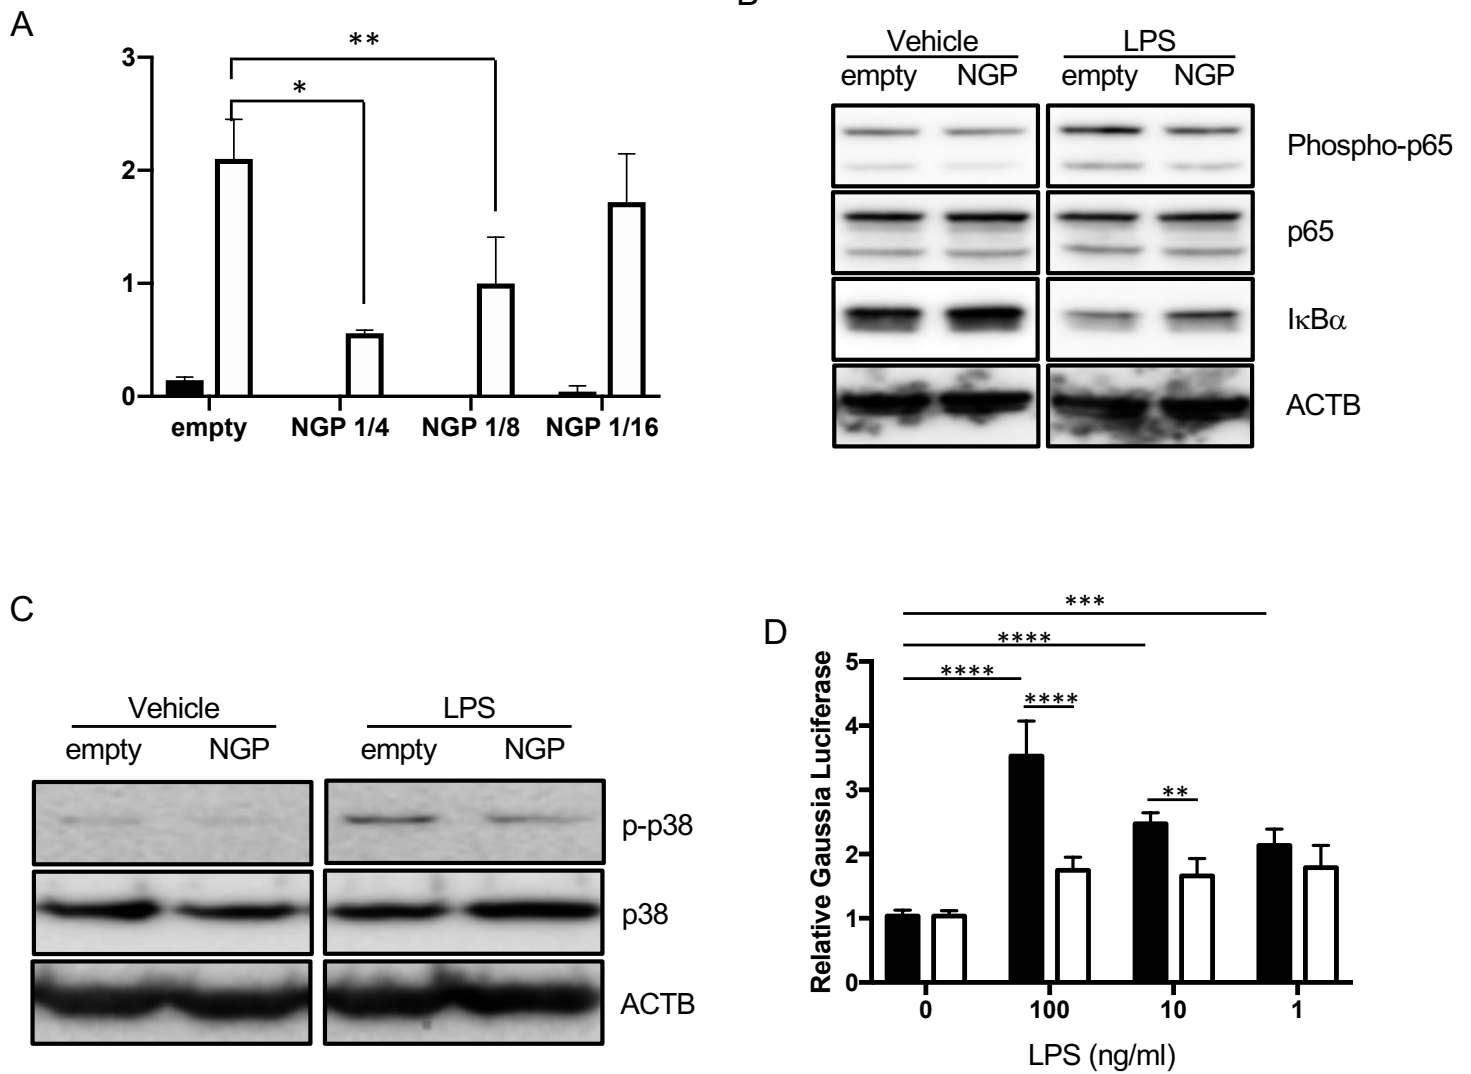 A
**
*
3
2
1
0
empty NGP 1/4 NGP 1/8 NGP 1/16
Vehicle LPS
empty NGP empty NGP
Phospho-p65
p65
IκBα
ACTB
C
Vehicle LPS
empty NGP empty NGP
p-p38
p38
ACTB
D
***
****
****
****
**
Relative Gaussia Luciferase
5
4
3
2
1
0
0 100 10 1
LPS (ng/ml)